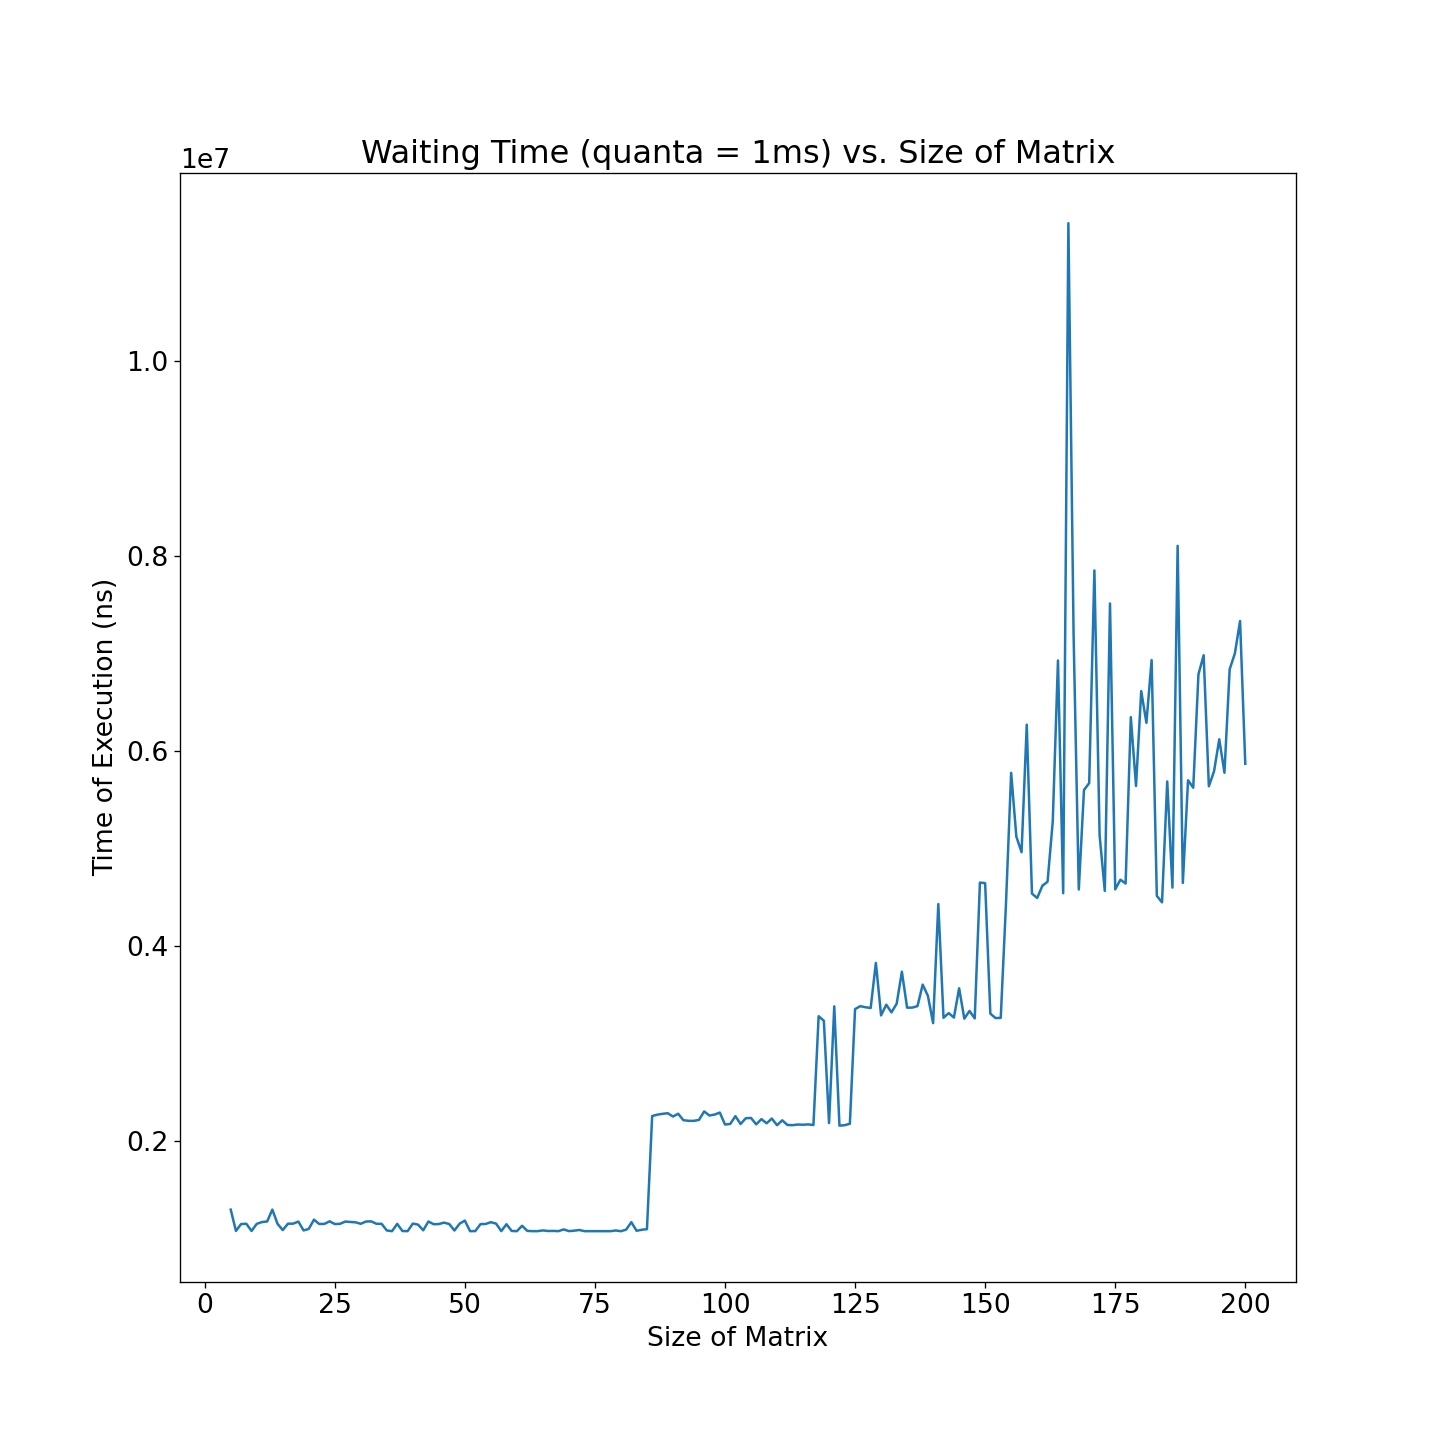 Waiting Time (quanta = 1ms) vs. Size of Matrix
1e7
1.0
0.8
0.6
0.4
0.2
Time of Execution (ns)
0 25 50 75 100 125 150 175 200
Size of Matrix